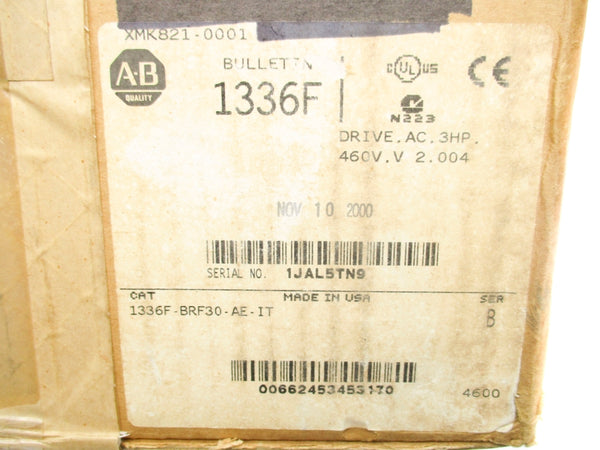 XMK821-0001
A-B
QUALITY
BULLETIN
1336F
C UL US
CE
N223
DRIVE.AC.3HP.
460V.V 2.004
NOV 10 2000
SERIAL NO. 1JAL5TN9
CAT MADE IN USA SER
1336F-BRF30-AE-IT B
00662453453170
4600